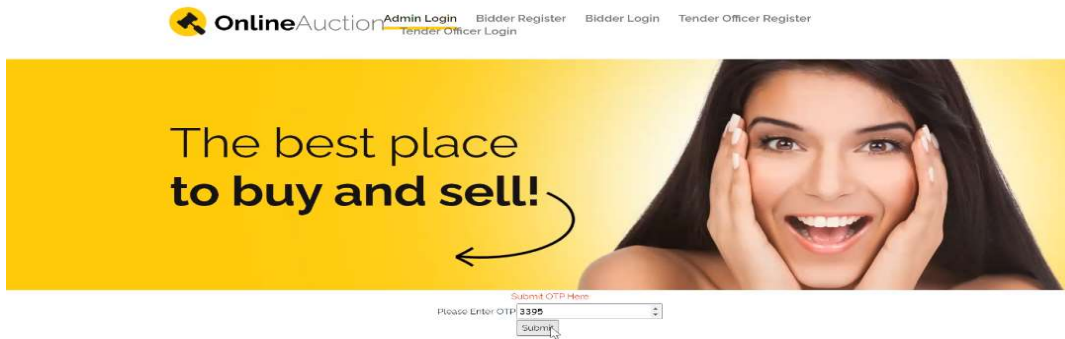 OnlineAuction
Admin Login Bidder Register Bidder Login Tender Officer Register
Tender Officer Login
The best place
to buy and sell!
Submit OTP Here
Please Enter OTP 3395
Submit